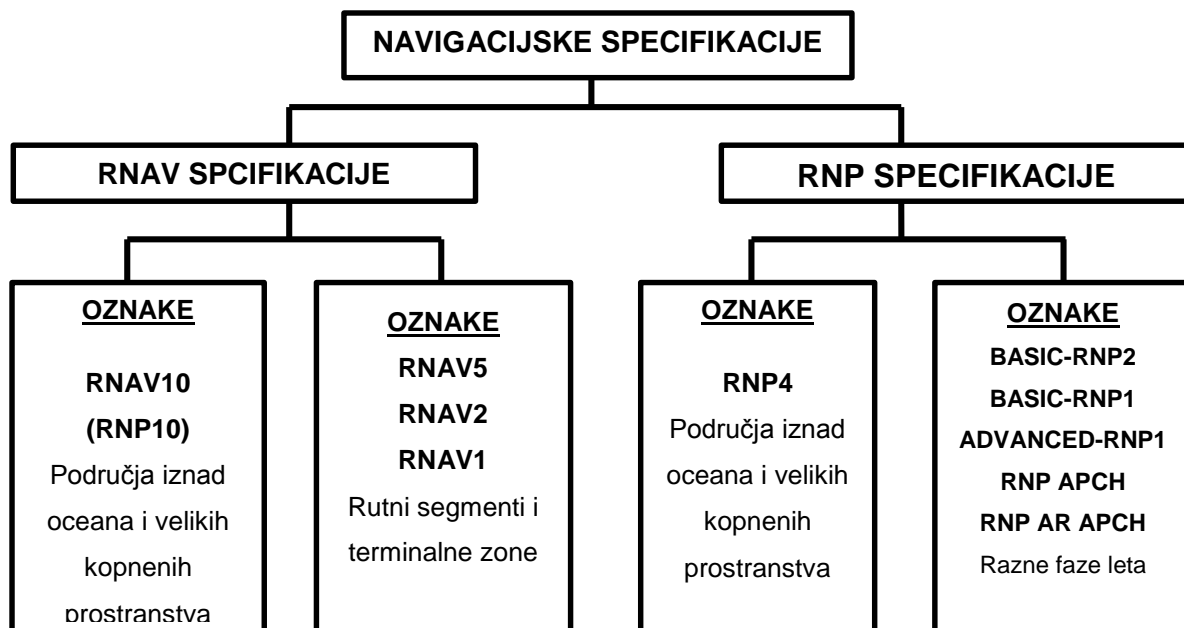 NAVIGACIJSKE SPECIFIKACIJE
RNAV SPCIFIKACIJE
RNP SPECIFIKACIJE
OZNAKE
RNAV10
(RNP10)
Područja iznad
oceana i velikih
kopnenih
prostranstva
OZNAKE
RNAV5
RNAV2
RNAV1
Rutni segmenti i
terminalne zone
OZNAKE
RNP4
Područja iznad
oceana i velikih
kopnenih
prostranstva
OZNAKE
BASIC-RNP2
BASIC-RNP1
ADVANCED-RNP1
RNP APCH
RNP AR APCH
Razne faze leta